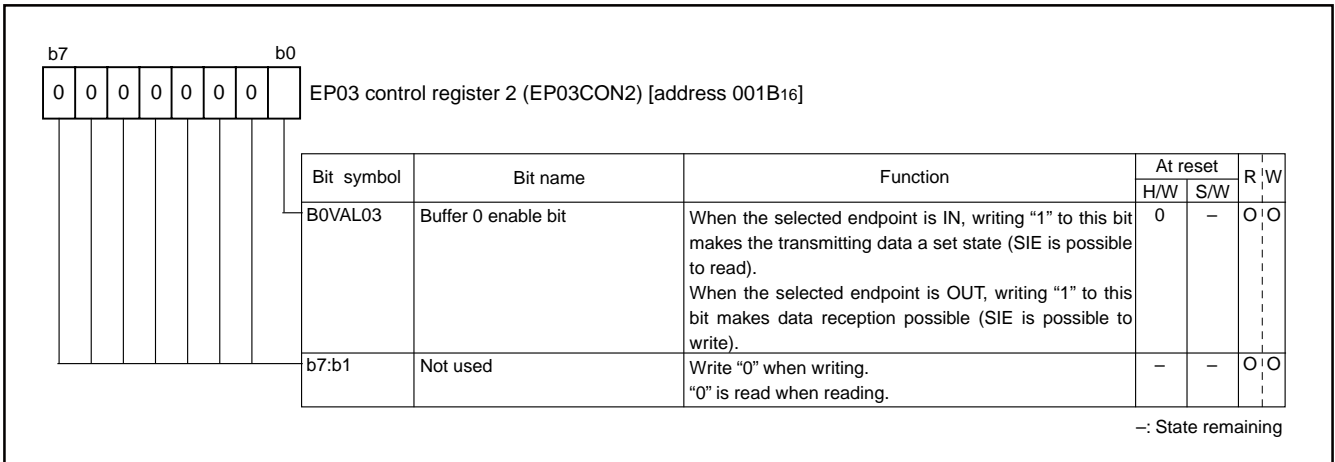 b7 b0
0 0 0 0 0 0 0
EP03 control register 2 (EP03CON2) [address 001B16]
Bit symbol Bit name Function At reset R W
H/W S/W
B0VAL03 Buffer 0 enable bit When the selected endpoint is IN, writing “1” to this bit 0 – O O
makes the transmitting data a set state (SIE is possible
to read).
When the selected endpoint is OUT, writing “1” to this
bit makes data reception possible (SIE is possible to
write).
b7:b1 Not used Write “0” when writing. – – O O
“0” is read when reading.
–: State remaining